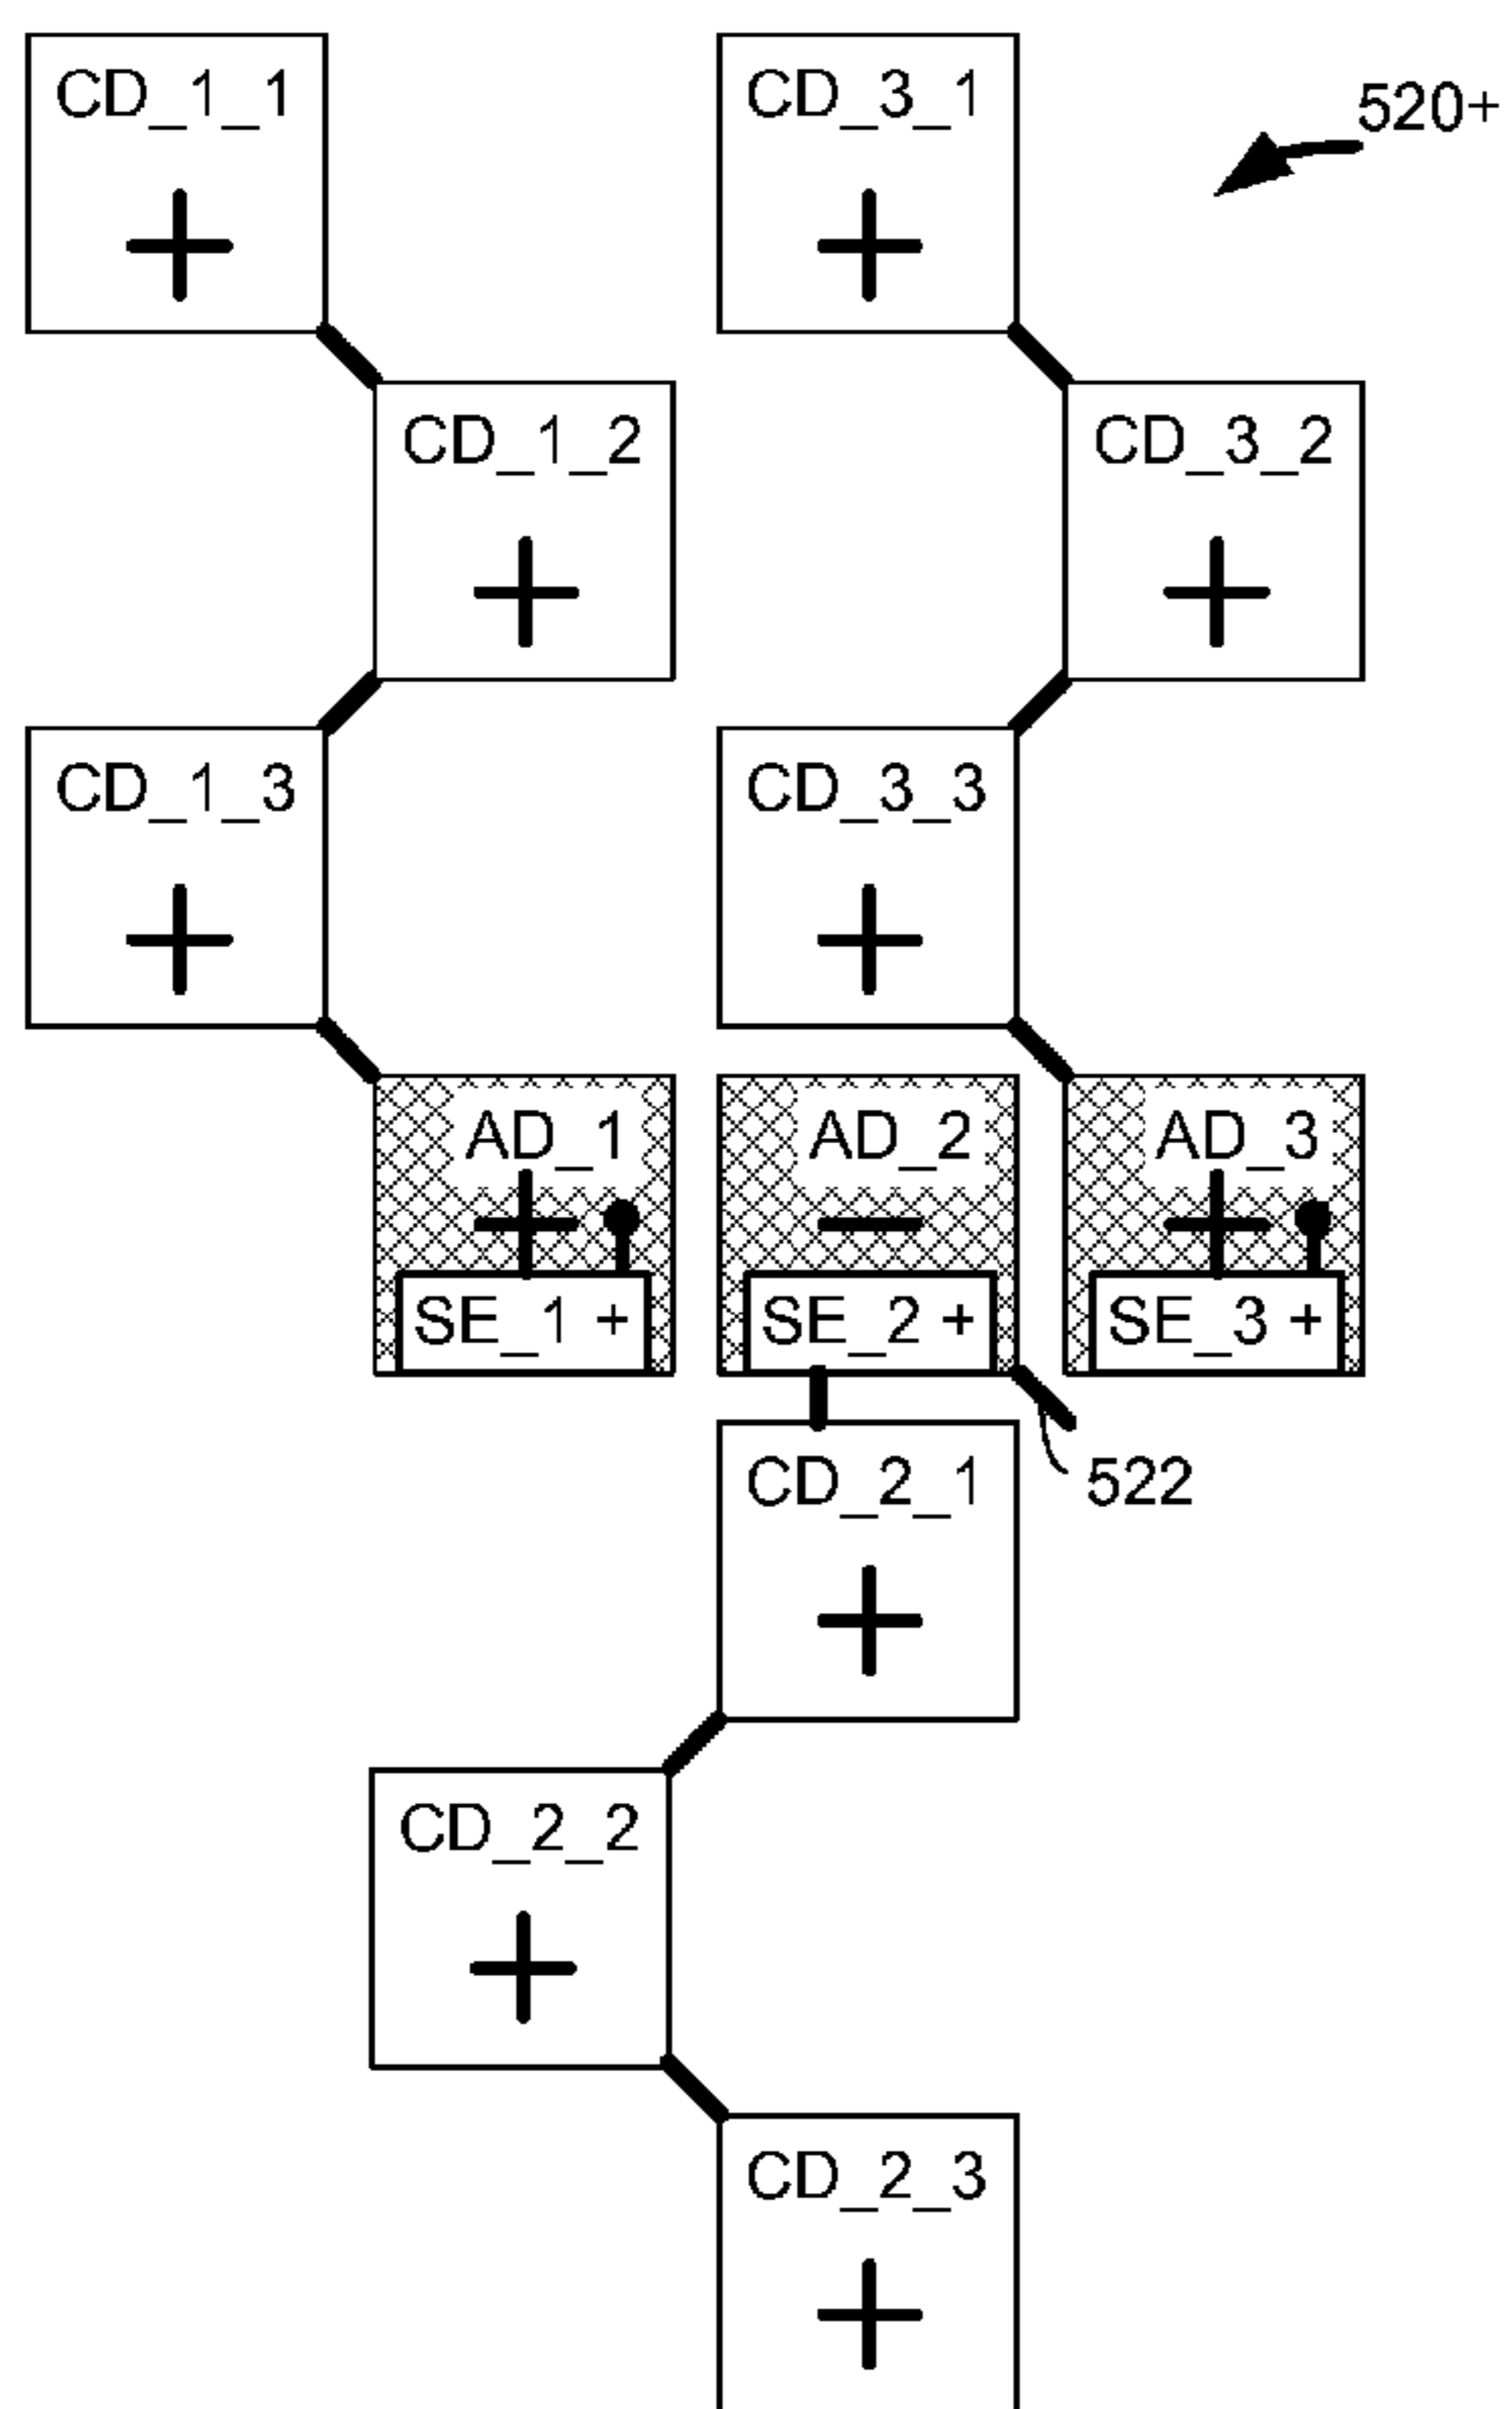 CD_1_1
CD_3_1
520+
+
+
CD_1_2
CD_3_2
+
+
CD_1_3
CD_3_3
+
+
AD_1
AD_2
AD_3
+
−
+
SE_1 +
SE_2 +
SE_3 +
CD_2_1
522
+
CD_2_2
+
CD_2_3
+